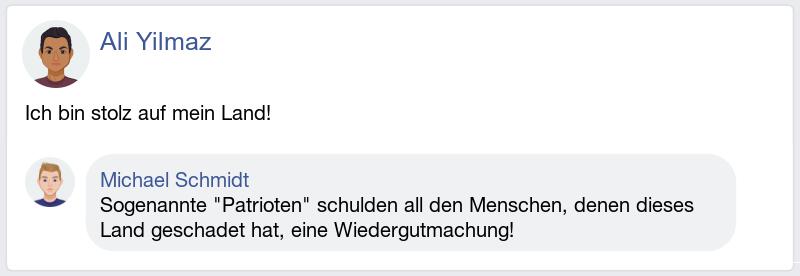 Ali Yilmaz
Ich bin stolz auf mein Land!
Michael Schmidt
Sogenannte "Patrioten" schulden all den Menschen, denen dieses
Land geschadet hat, eine Wiedergutmachung!